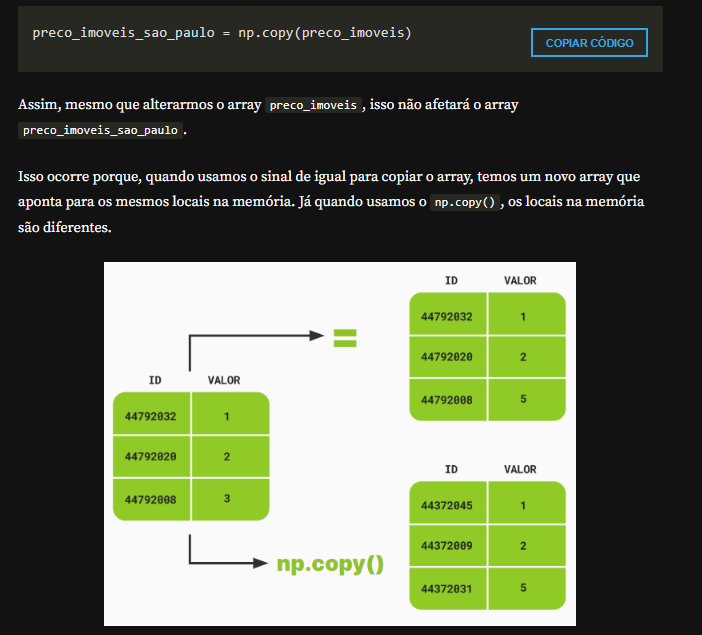 preco_imoveis_sao_paulo = np.copy(preco_imoveis)
COPIAR CÓDIGO
Assim, mesmo que alterarmos o array preco_imoveis, isso não afetará o array
preco_imoveis_sao_paulo.
Isso ocorre porque, quando usamos o sinal de igual para copiar o array, temos um novo array que
aponta para os mesmos locais na memória. Já quando usamos o np.copy(), os locais na memória
são diferentes.
ID VALOR
44792032 1
44792020 2
44792008 5
=
ID VALOR
44792032 1
44792020 2
44792008 3
ID VALOR
44372045 1
44372009 2
44372031 5
np.copy()